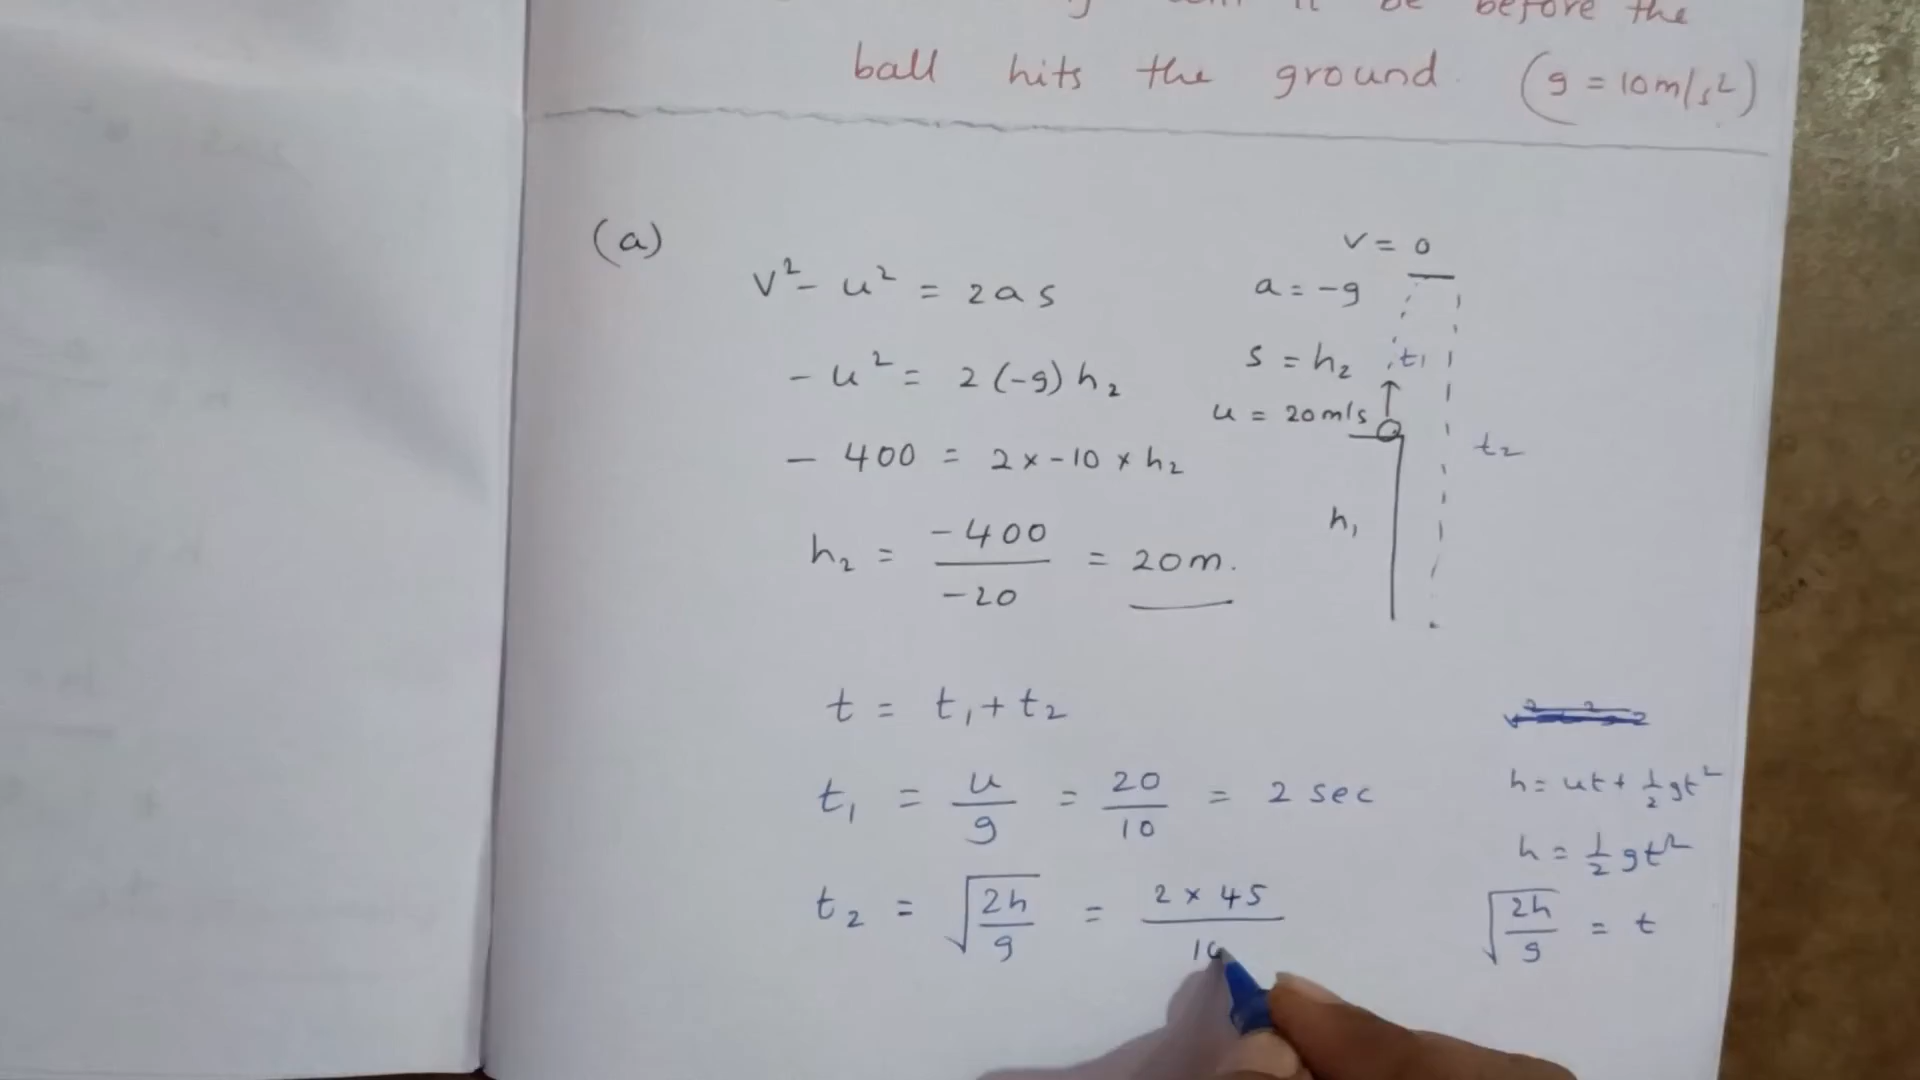 be before the
ball hits the ground. (g = 10m/s²)
(a)
v² - u² = 2as
- u² = 2(-g)h₂
- 400 = 2 x -10 x h₂
h₂ = -400 / -20 = 20m.
v = 0
a = -g
s = h₂
t₁
u = 20m/s
t₂
h₁
t = t₁ + t₂
t₁ = u/g = 20/10 = 2 sec
t₂ = √(2h/g) = 2 x 45 / 10
h = ut + ½gt²
h = ½gt²
√(2h/g) = t